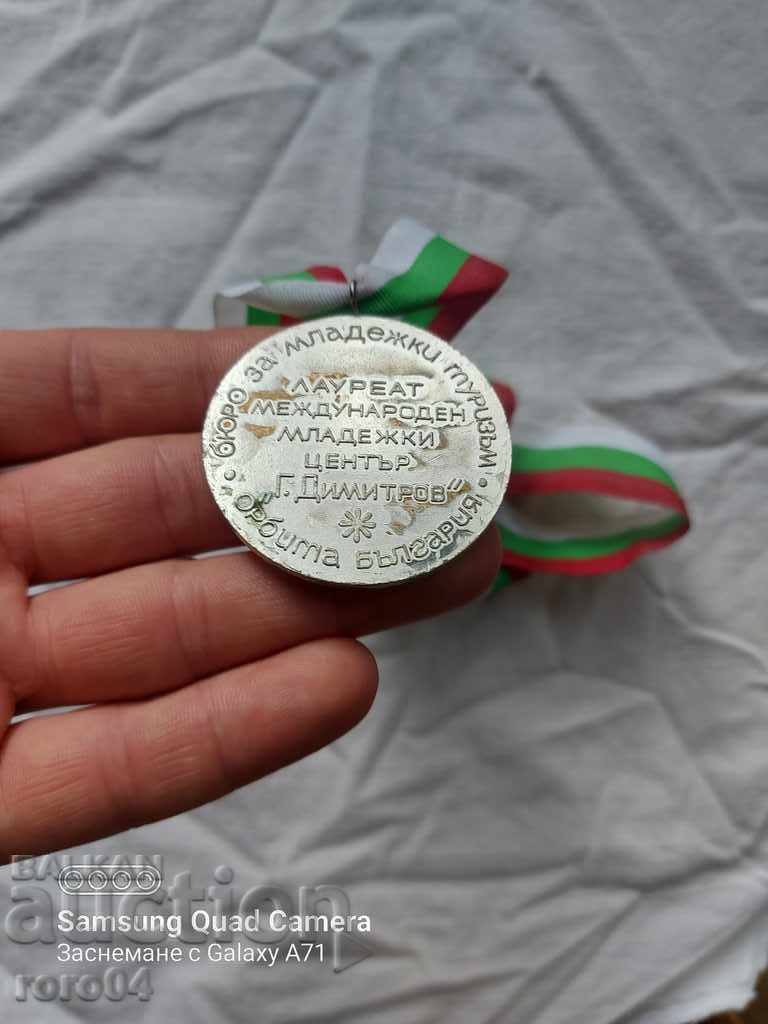 бюро за младежки туризъм
ЛАУРЕАТ
МЕЖДУНАРОДЕН
МЛАДЕЖКИ
ЦЕНТЪР
„Г. ДИМИТРОВ"
орбита България
BALKAN
auction
Samsung Quad Camera
Заснемане с Galaxy A71
roro04